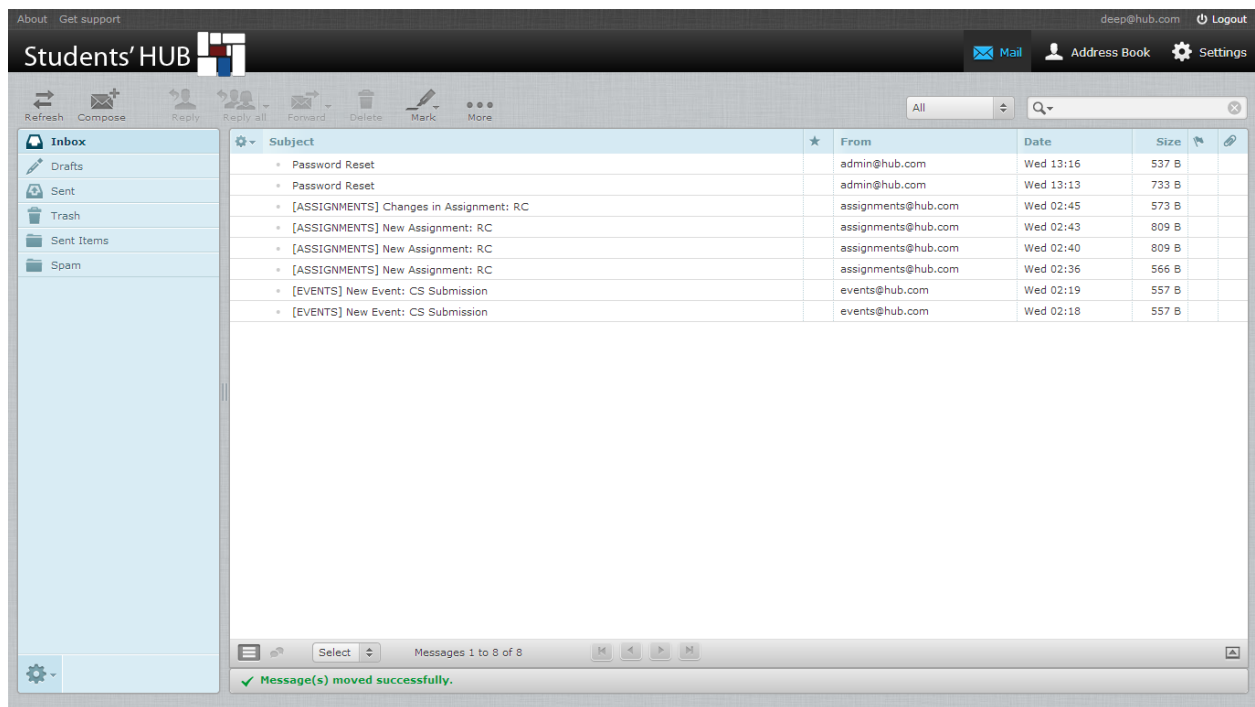 About Get support deep@hub.com Logout
Students' HUB Mail Address Book Settings
Refresh Compose Reply Reply all Forward Delete Mark More All
Inbox
Drafts
Sent
Trash
Sent Items
Spam
Subject From Date Size
Password Reset admin@hub.com Wed 13:16 537 B
Password Reset admin@hub.com Wed 13:13 733 B
[ASSIGNMENTS] Changes in Assignment: RC assignments@hub.com Wed 02:45 573 B
[ASSIGNMENTS] New Assignment: RC assignments@hub.com Wed 02:43 809 B
[ASSIGNMENTS] New Assignment: RC assignments@hub.com Wed 02:40 809 B
[ASSIGNMENTS] New Assignment: RC assignments@hub.com Wed 02:36 566 B
[EVENTS] New Event: CS Submission events@hub.com Wed 02:19 557 B
[EVENTS] New Event: CS Submission events@hub.com Wed 02:18 557 B
Select Messages 1 to 8 of 8
Message(s) moved successfully.